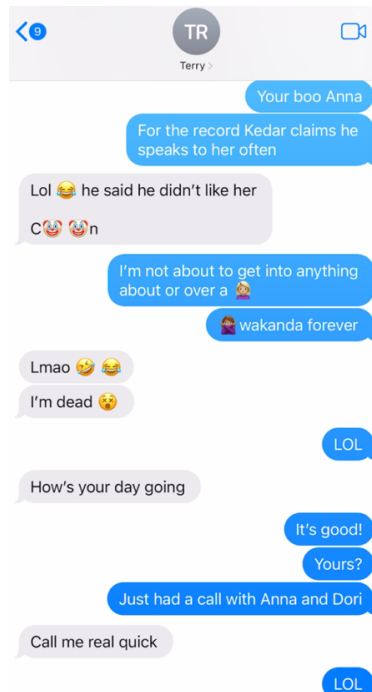 9
TR
Terry
Your boo Anna
For the record Kedar claims he
speaks to her often
Lol 😂 he said he didn’t like her
C🤡 🤡n
I’m not about to get into anything
about or over a 🙋🏼‍♀️
🙅🏾‍♀️ wakanda forever
Lmao 🤣 😂
I’m dead 😵
LOL
How’s your day going
It’s good!
Yours?
Just had a call with Anna and Dori
Call me real quick
LOL